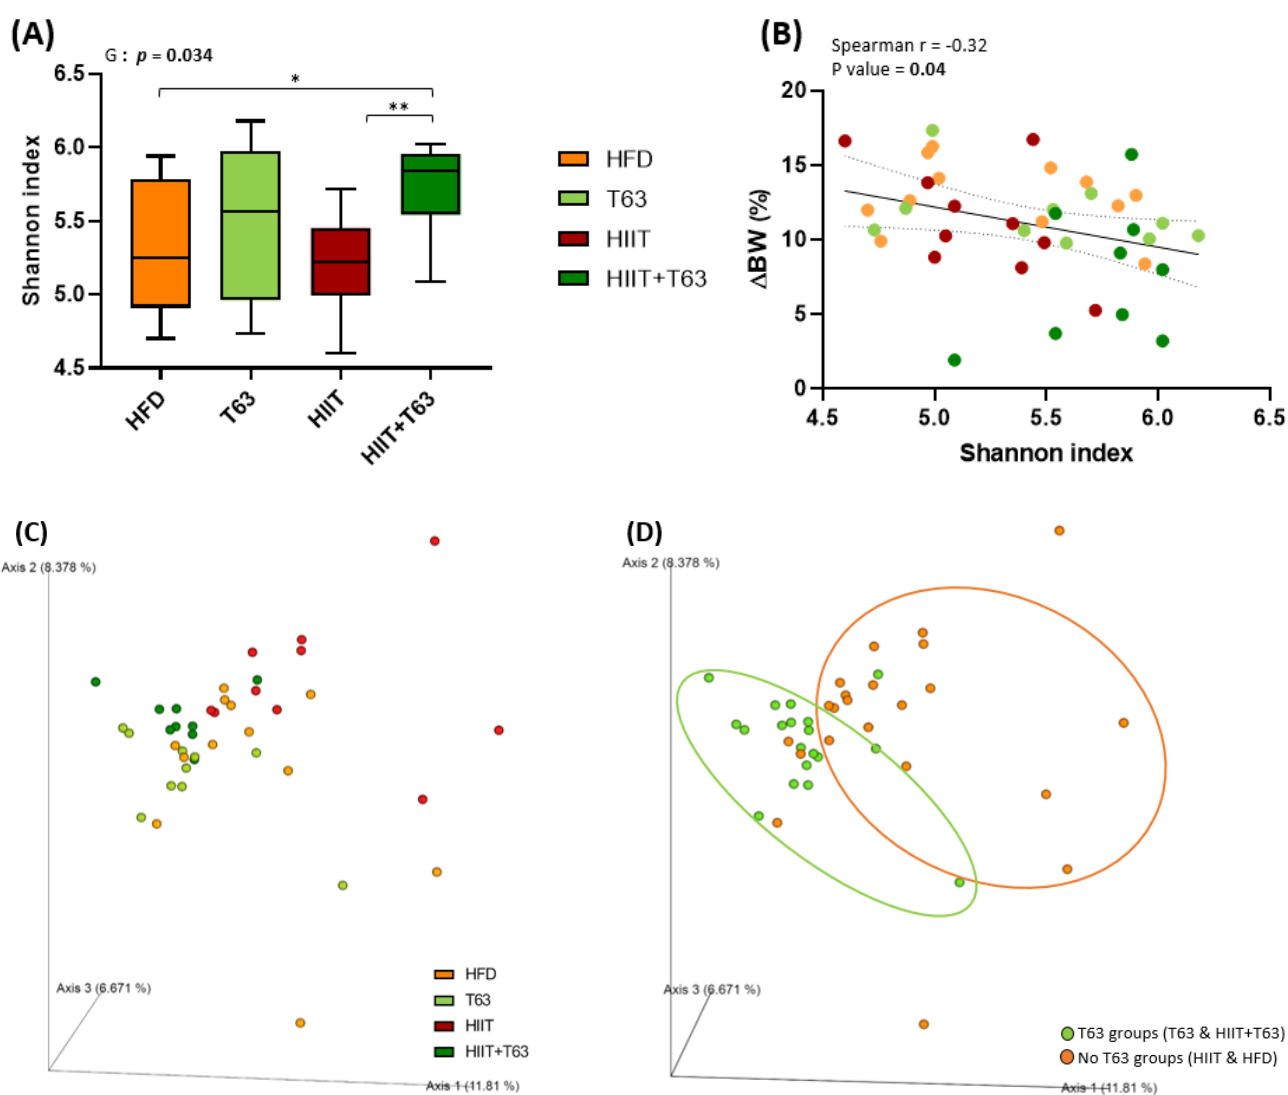 (A)
G : p = 0.034
*
**
6.5
6.0
5.5
5.0
4.5
Shannon index
HFD
T63
HIIT
HIIT+T63
HFD
T63
HIIT
HIIT+T63
(B)
Spearman r = -0.32
P value = 0.04
20
15
10
5
0
ΔBW (%)
4.5 5.0 5.5 6.0 6.5
Shannon index
(C)
Axis 2 (8.378 %)
Axis 3 (6.671 %)
Axis 1 (11.81 %)
HFD
T63
HIIT
HIIT+T63
(D)
Axis 2 (8.378 %)
Axis 3 (6.671 %)
Axis 1 (11.81 %)
T63 groups (T63 & HIIT+T63)
No T63 groups (HIIT & HFD)